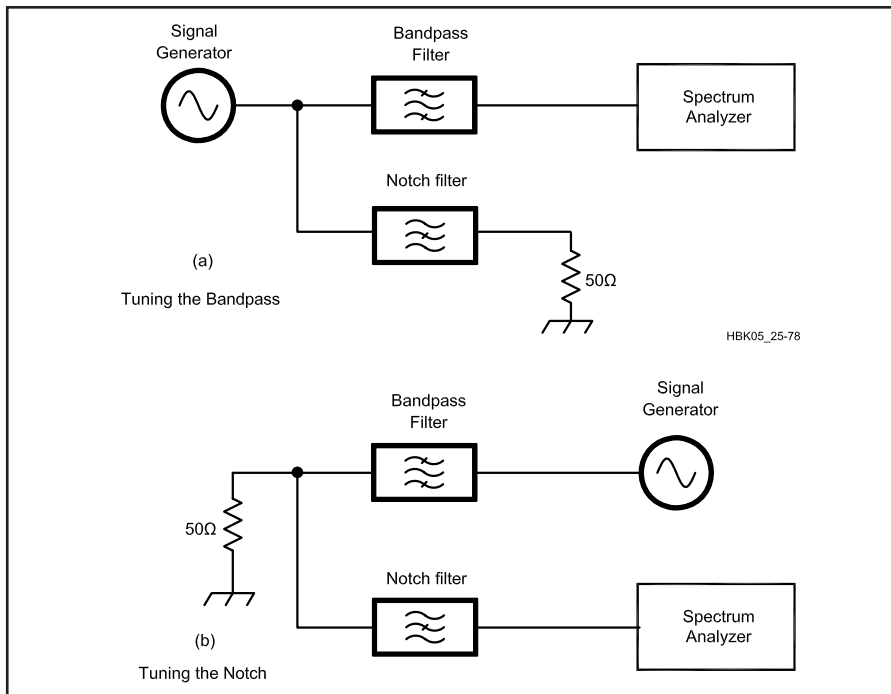 Signal
Generator
Bandpass
Filter
Spectrum
Analyzer
Notch filter
50Ω
(a)
Tuning the Bandpass
HBK05_25-78
Bandpass
Filter
Signal
Generator
50Ω
Notch filter
Spectrum
Analyzer
(b)
Tuning the Notch